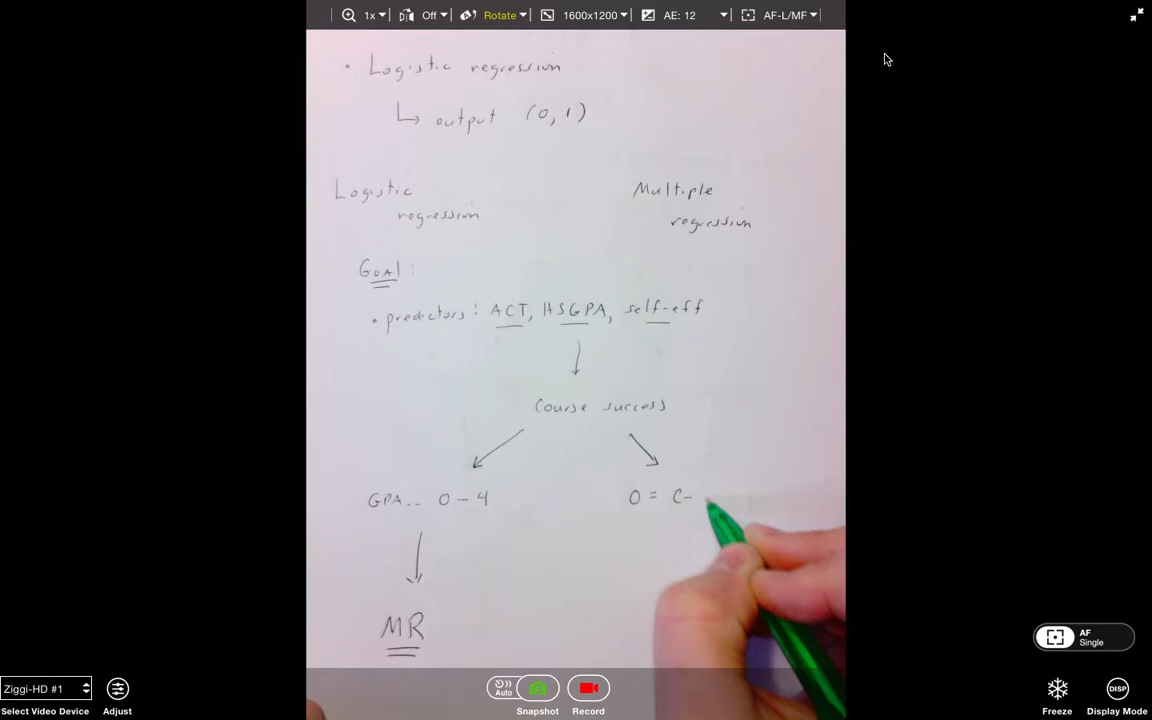 1x Off Rotate 1600x1200 AE: 12 AF-L/MF
• Logistic regression
output (0, 1)
Logistic Multiple
regression regression
Goal:
• predictors: ACT, HSGPA, self-eff
Course success
GPA.. 0 - 4 0 = C-
MR
AF
Single
Ziggi-HD #1
Select Video Device
Adjust
Auto
Snapshot
Record
Freeze
DISP
Display Mode